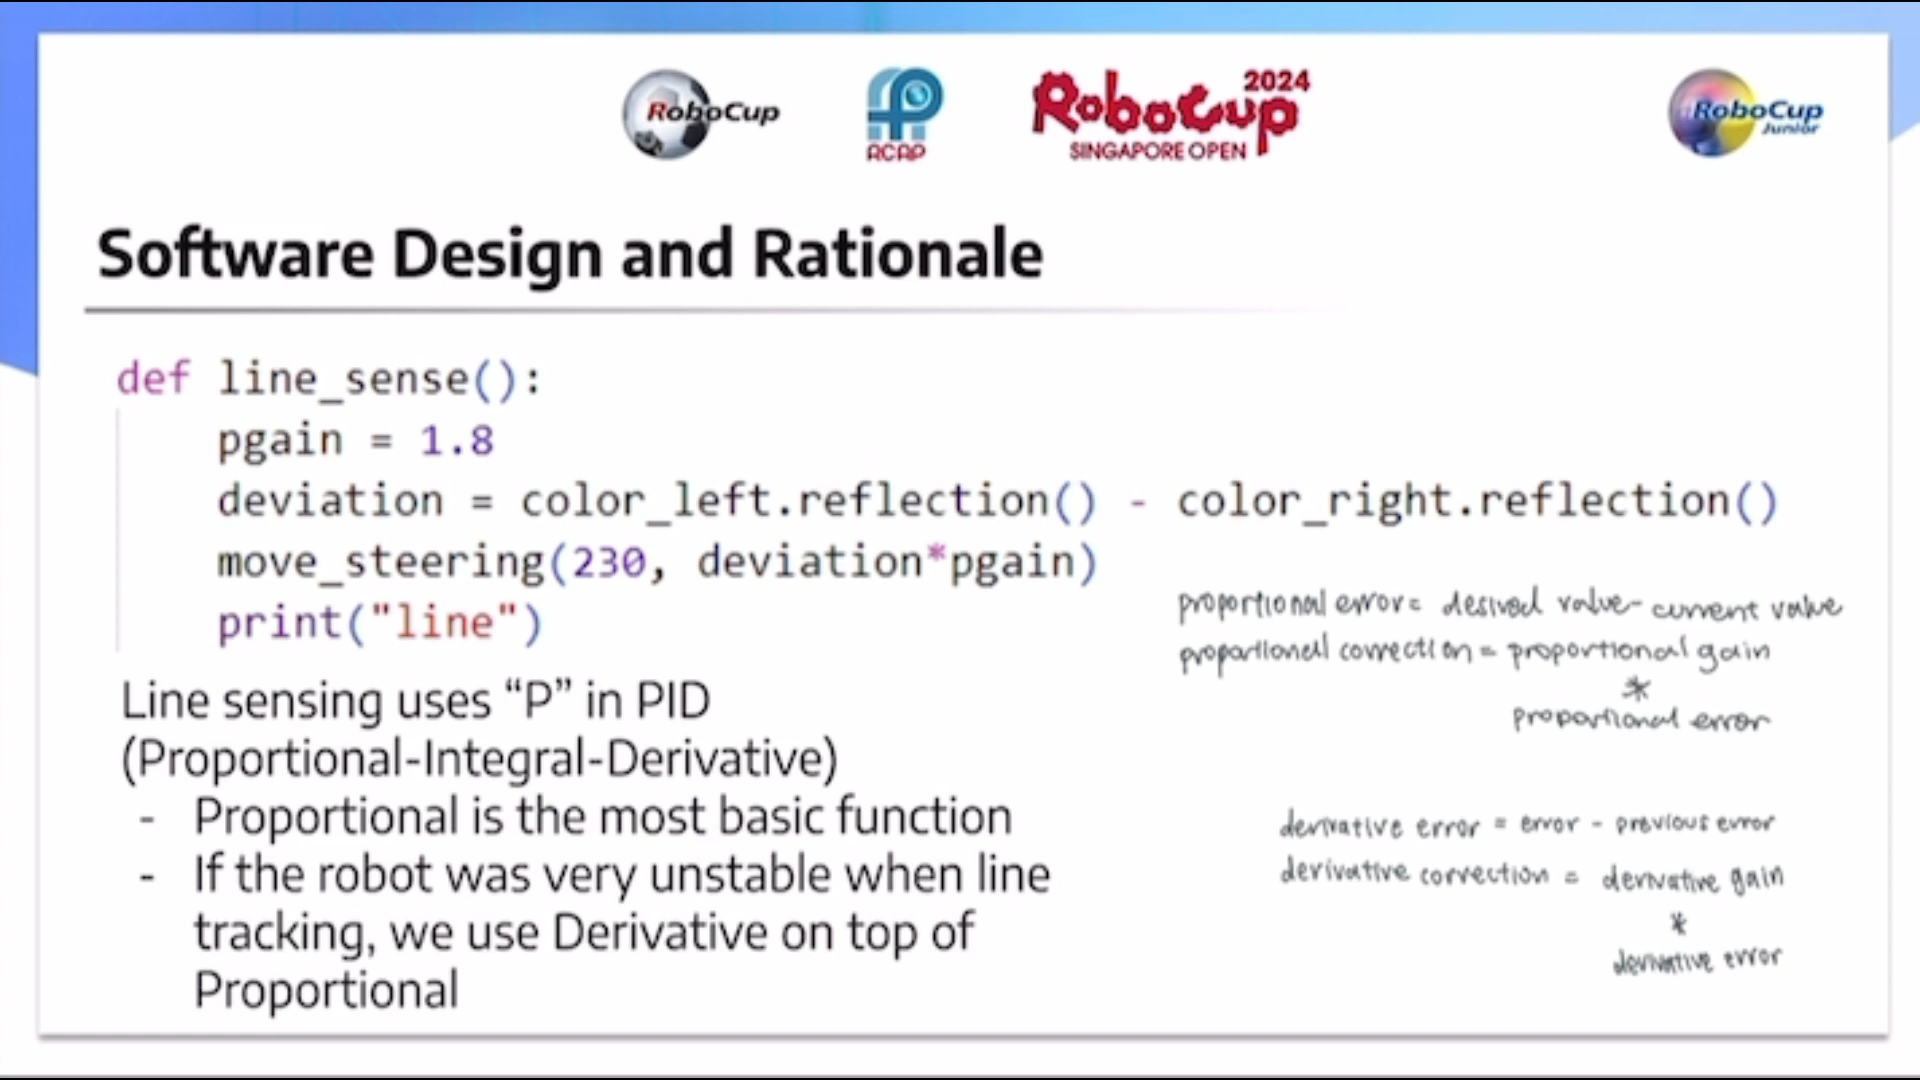 RoboCup
RCAP
RoboCup 2024
SINGAPORE OPEN
RoboCup
Junior
Software Design and Rationale
def line_sense():
pgain = 1.8
deviation = color_left.reflection() - color_right.reflection()
move_steering(230, deviation*pgain)
print("line")
proportional error = desired value - current value
proportional correction = proportional gain
*
proportional error
Line sensing uses “P” in PID
(Proportional-Integral-Derivative)
- Proportional is the most basic function
- If the robot was very unstable when line
tracking, we use Derivative on top of
Proportional
derivative error = error - previous error
derivative correction = derivative gain
*
derivative error